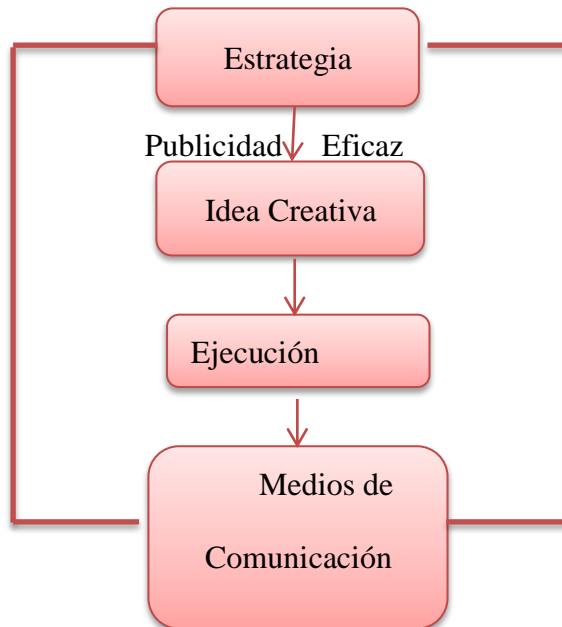 Estrategia
Publicidad Eficaz
Idea Creativa
Ejecución
Medios de
Comunicación